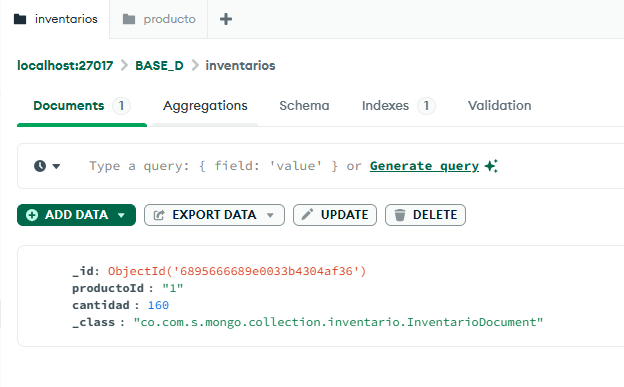 inventarios producto
localhost:27017 > BASE_D > inventarios
Documents 1 Aggregations Schema Indexes 1 Validation
Type a query: { field: 'value' } or Generate query
ADD DATA EXPORT DATA UPDATE DELETE
_id: ObjectId('6895666689e0033b4304af36')
productoId : "1"
cantidad : 160
_class : "co.com.s.mongo.collection.inventario.InventarioDocument"